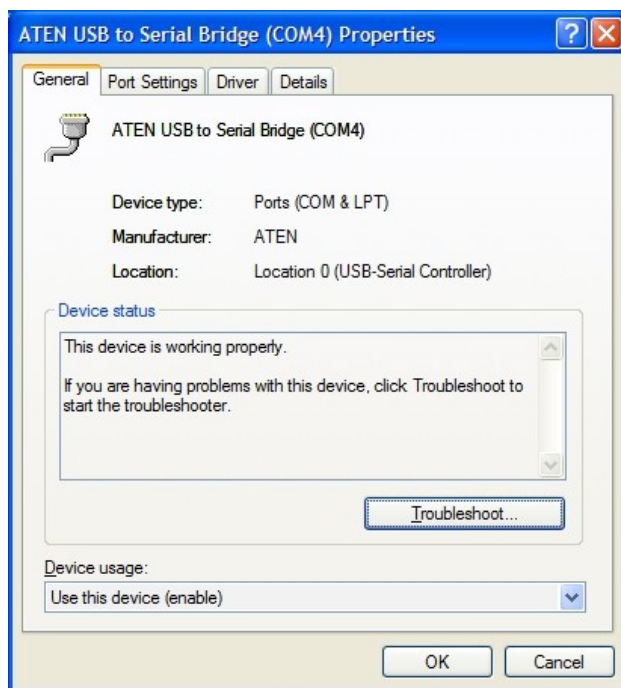 ATEN USB to Serial Bridge (COM4) Properties
General Port Settings Driver Details
ATEN USB to Serial Bridge (COM4)
Device type: Ports (COM & LPT)
Manufacturer: ATEN
Location: Location 0 (USB-Serial Controller)
Device status
This device is working properly.
If you are having problems with this device, click Troubleshoot to
start the troubleshooter.
Troubleshoot...
Device usage:
Use this device (enable)
OK Cancel